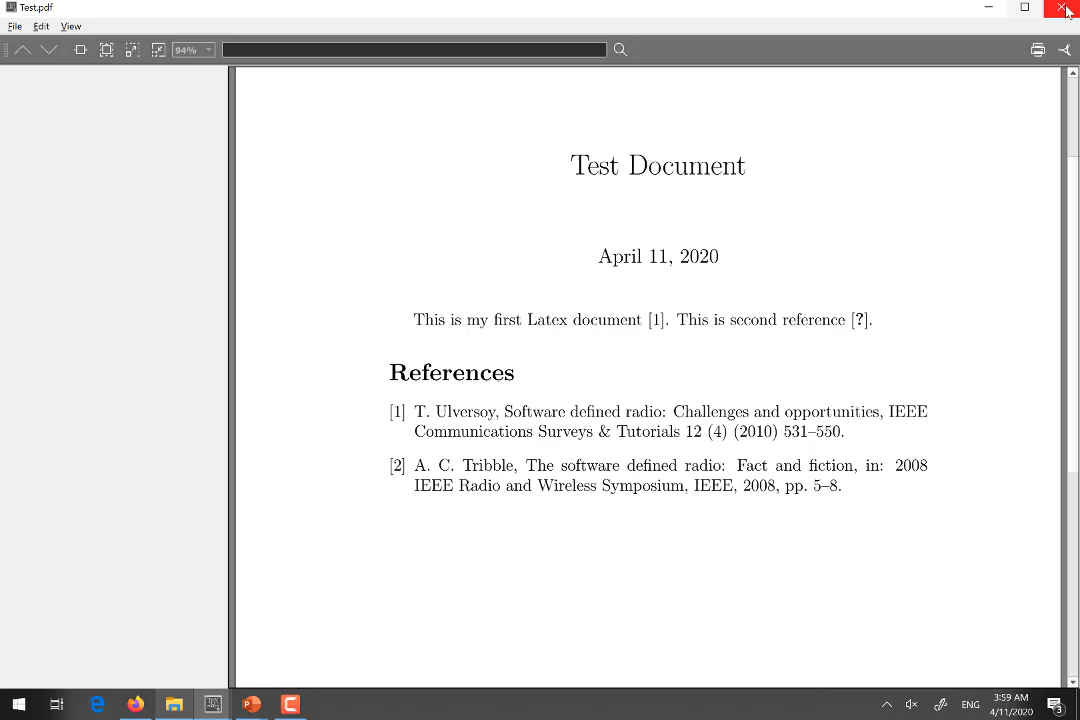 Test.pdf
File Edit View
94%
Test Document
April 11, 2020
This is my first Latex document [1]. This is second reference [?].
References
[1] T. Ulversoy, Software defined radio: Challenges and opportunities, IEEE
Communications Surveys & Tutorials 12 (4) (2010) 531–550.
[2] A. C. Tribble, The software defined radio: Fact and fiction, in: 2008
IEEE Radio and Wireless Symposium, IEEE, 2008, pp. 5–8.
3:59 AM
ENG
4/11/2020
3